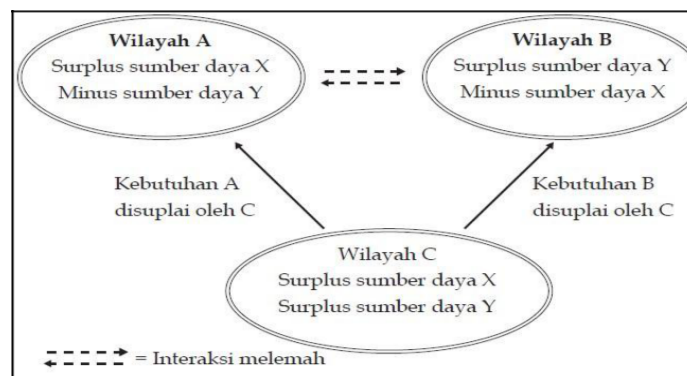 Wilayah A
Surplus sumber daya X
Minus sumber daya Y
Wilayah B
Surplus sumber daya Y
Minus sumber daya X
Kebutuhan A
disuplai oleh C
Kebutuhan B
disuplai oleh C
Wilayah C
Surplus sumber daya X
Surplus sumber daya Y
= Interaksi melemah